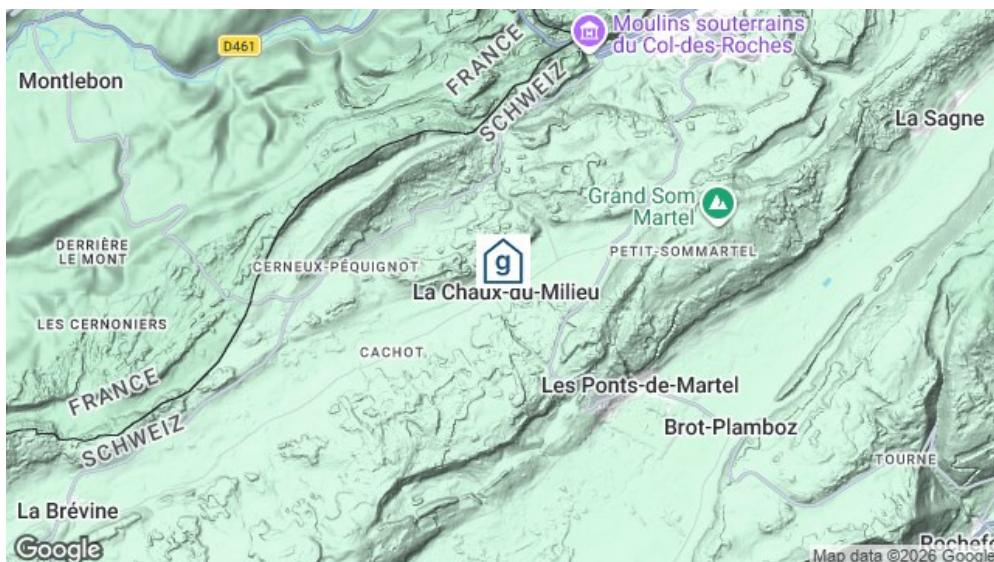 Moulins souterrains
du Col-des-Roches
D461
FRANCE
SCHWEIZ
Montlebon
La Sagne
Grand Som
Martel
PETIT-SOMMARTEL
DERRIÈRE
LE MONT
CERNEUX-PÉQUIGNOT
g
La Chaux-du-Milieu
LES CERNONIERS
CACHOT
FRANCE
SCHWEIZ
Les Ponts-de-Martel
Brot-Plamboz
TOURNE
La Brévine
Rochefo
Google
Map data ©2026 Google